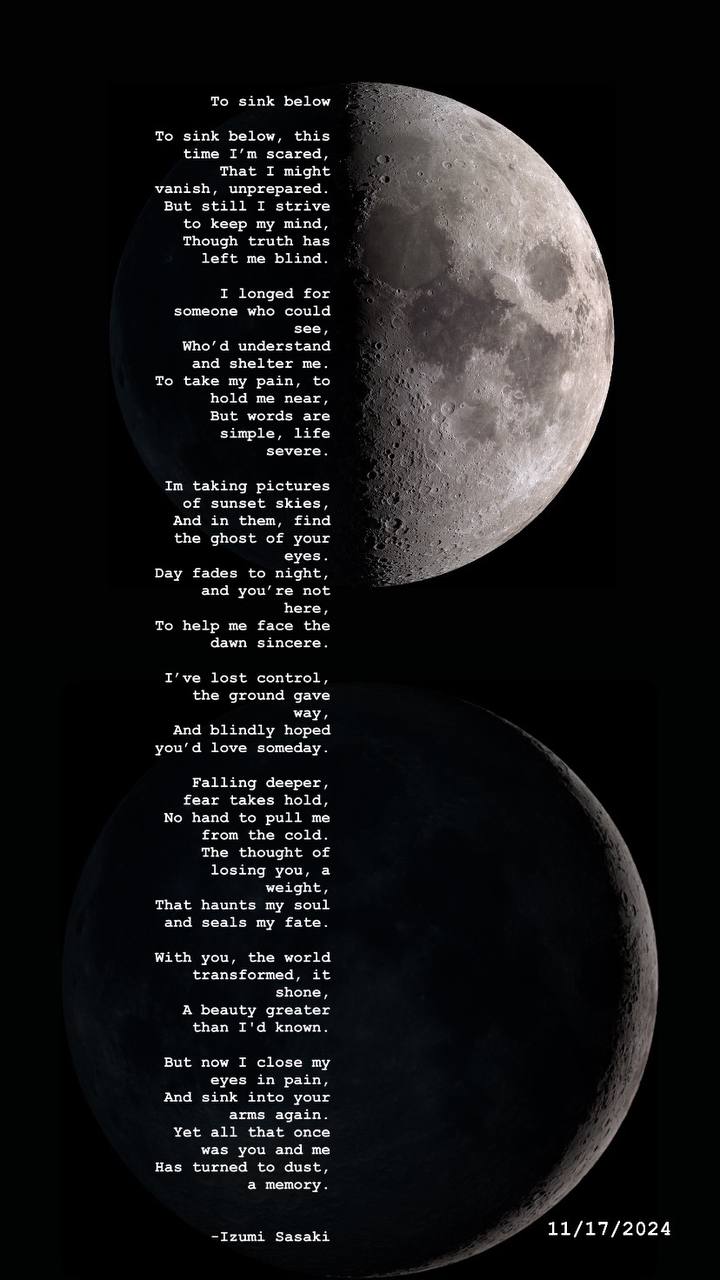 To sink below
To sink below, this
time I’m scared,
That I might
vanish, unprepared.
But still I strive
to keep my mind,
Though truth has
left me blind.
I longed for
someone who could
see,
Who’d understand
and shelter me.
To take my pain, to
hold me near,
But words are
simple, life
severe.
Im taking pictures
of sunset skies,
And in them, find
the ghost of your
eyes.
Day fades to night,
and you’re not
here,
To help me face the
dawn sincere.
I’ve lost control,
the ground gave
way,
And blindly hoped
you’d love someday.
Falling deeper,
fear takes hold,
No hand to pull me
from the cold.
The thought of
losing you, a
weight,
That haunts my soul
and seals my fate.
With you, the world
transformed, it
shone,
A beauty greater
than I'd known.
But now I close my
eyes in pain,
And sink into your
arms again.
Yet all that once
was you and me
Has turned to dust,
a memory.
-Izumi Sasaki
11/17/2024